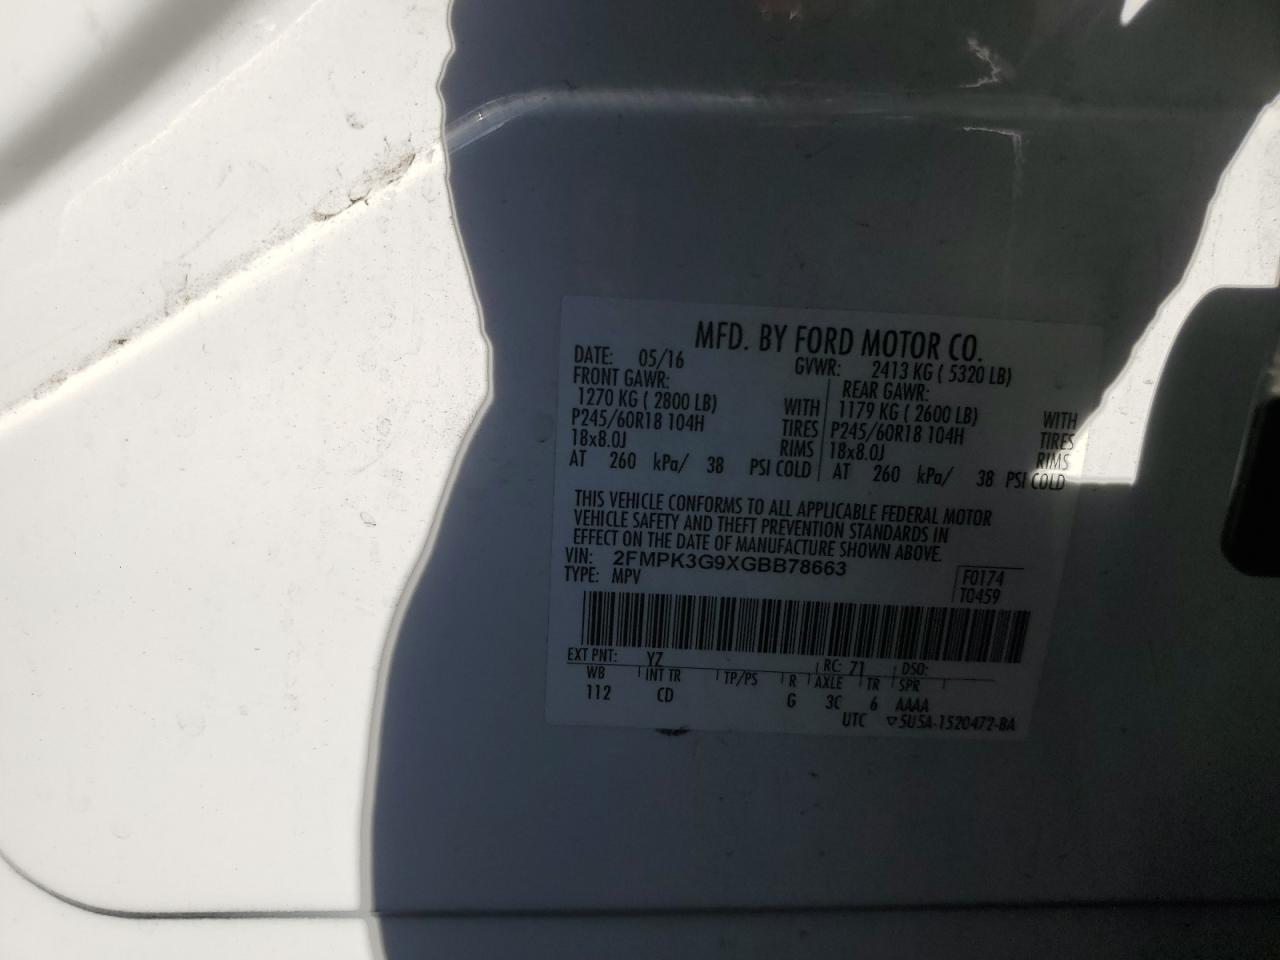 MFD. BY FORD MOTOR CO.
DATE: 05/16 GVWR: 2413 KG ( 5320 LB)
FRONT GAWR: REAR GAWR:
1270 KG ( 2800 LB) WITH 1179 KG ( 2600 LB) WITH
P245/60R18 104H TIRES P245/60R18 104H TIRES
18x8.0J RIMS 18x8.0J RIMS
AT 260 kPa/ 38 PSI COLD AT 260 kPa/ 38 PSI COLD
THIS VEHICLE CONFORMS TO ALL APPLICABLE FEDERAL MOTOR
VEHICLE SAFETY AND THEFT PREVENTION STANDARDS IN
EFFECT ON THE DATE OF MANUFACTURE SHOWN ABOVE.
VIN: 2FMPK3G9XGBB78663
TYPE: MPV
F0174
T0459
EXT PNT: YZ RC: 71 DSO:
WB INT TR TP/PS R AXLE TR SPR
112 CD G 3C 6 AAAA
UTC ▽5U5A-1520472-BA